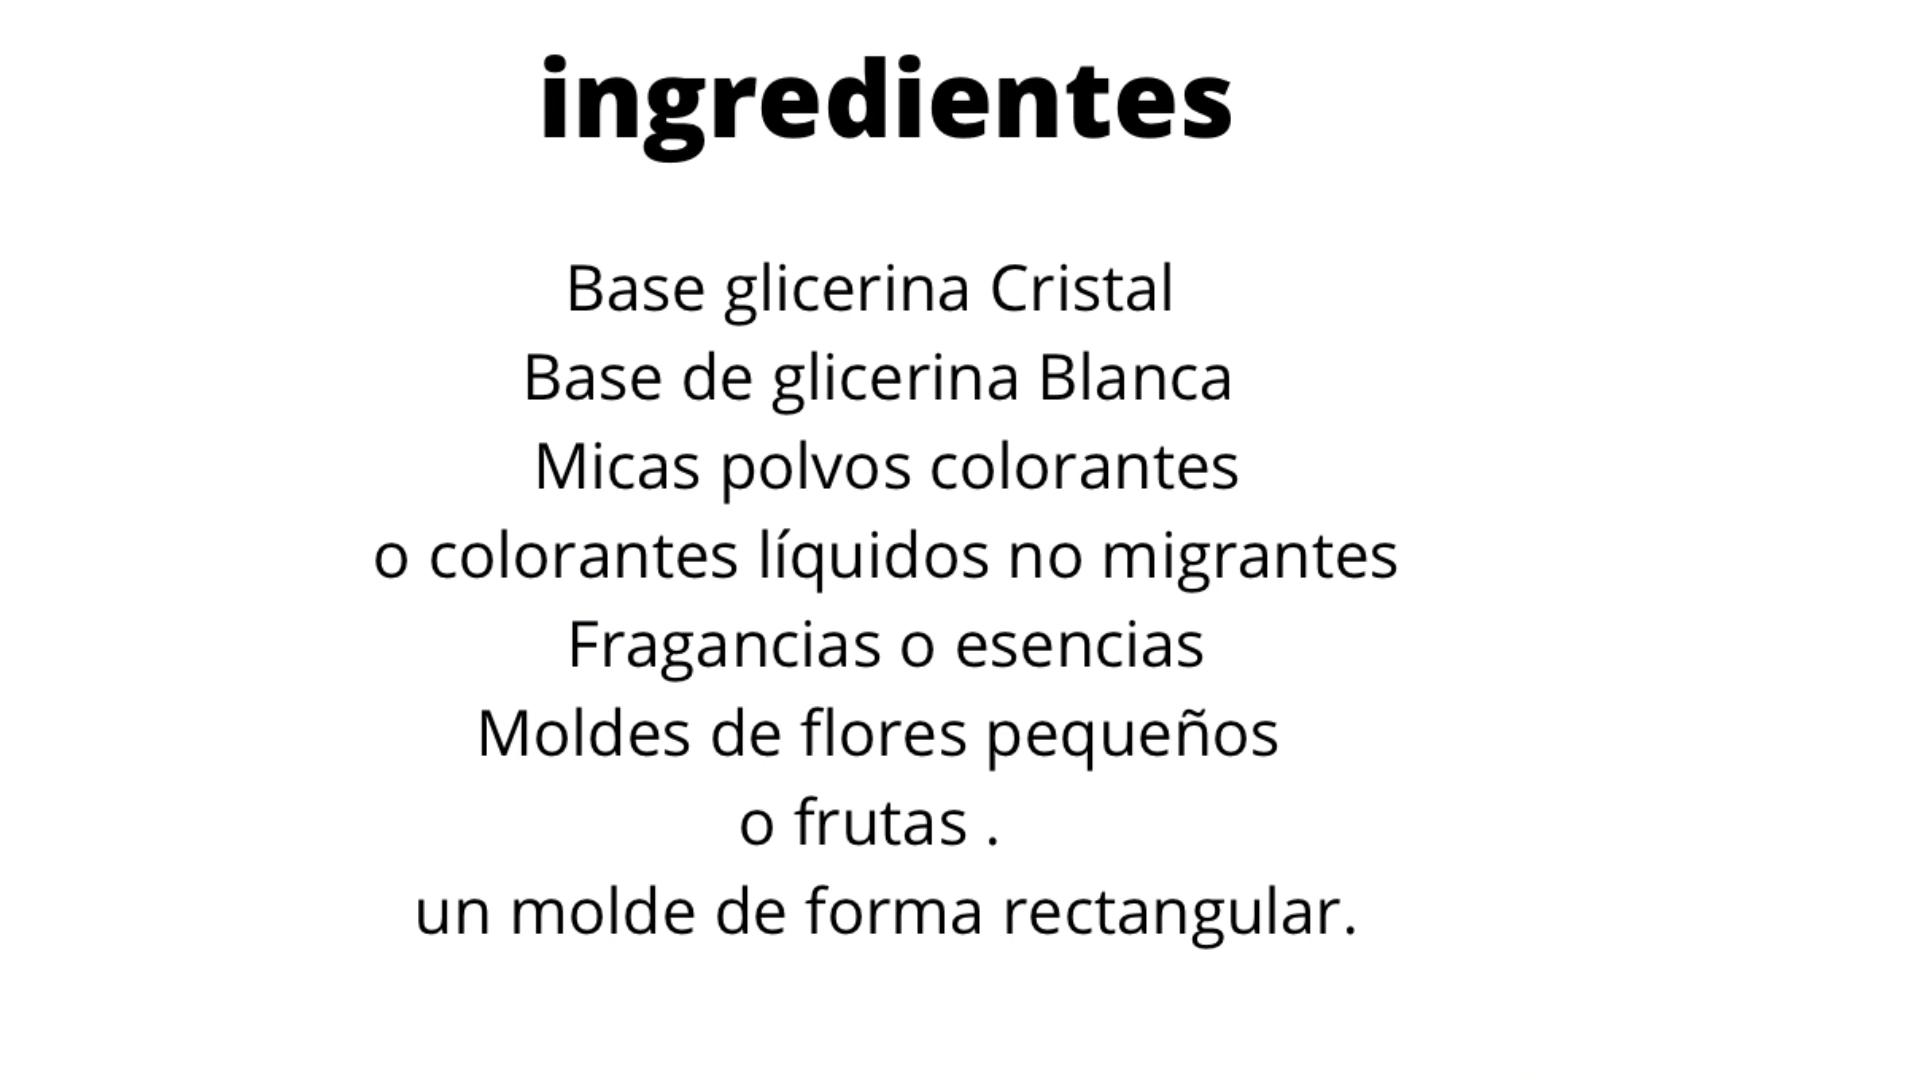 ingredientes
Base glicerina Cristal
Base de glicerina Blanca
Micas polvos colorantes
o colorantes líquidos no migrantes
Fragancias o esencias
Moldes de flores pequeños
o frutas .
un molde de forma rectangular.